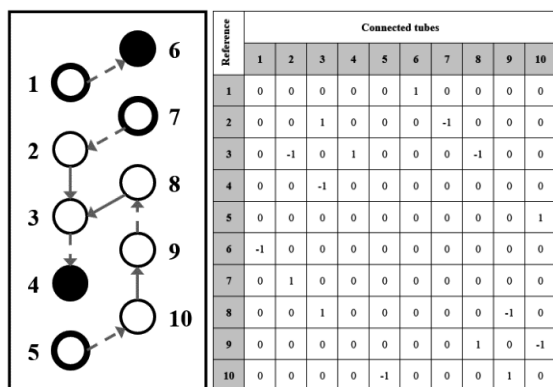 6
1
7
2
8
3
9
4
10
5
Reference
Connected tubes
1 2 3 4 5 6 7 8 9 10
1 0 0 0 0 0 1 0 0 0 0
2 0 0 1 0 0 0 -1 0 0 0
3 0 -1 0 1 0 0 0 -1 0 0
4 0 0 -1 0 0 0 0 0 0 0
5 0 0 0 0 0 0 0 0 0 1
6 -1 0 0 0 0 0 0 0 0 0
7 0 1 0 0 0 0 0 0 0 0
8 0 0 1 0 0 0 0 0 -1 0
9 0 0 0 0 0 0 0 1 0 -1
10 0 0 0 0 -1 0 0 0 1 0